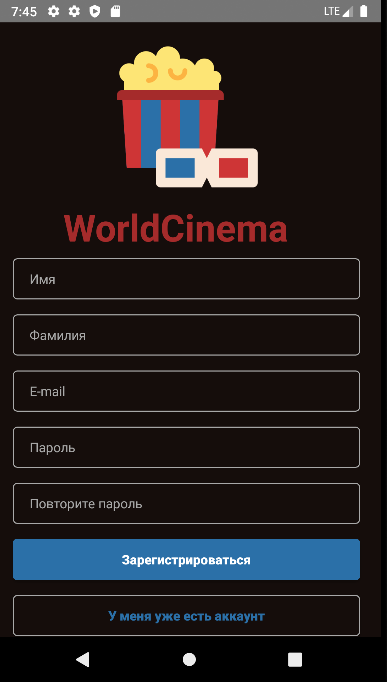 7:45 LTE
WorldCinema
Имя
Фамилия
E-mail
Пароль
Повторите пароль
Зарегистрироваться
У меня уже есть аккаунт